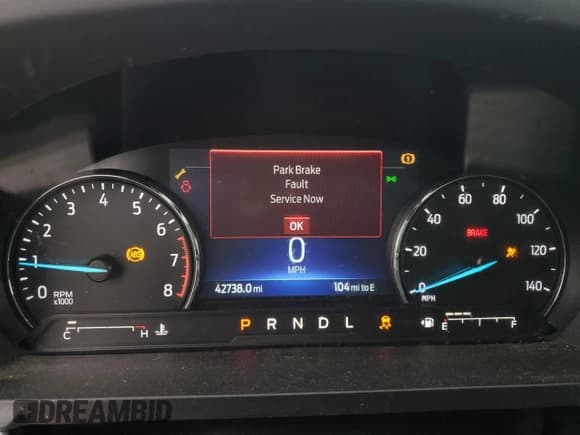 Park Brake
Fault
Service Now
OK
0
MPH
42738.0 mi
104 mi to E
0 1 2 3 4 5 6 7 8
RPM
x1000
ABS
0 20 40 60 80 100 120 140
MPH
BRAKE
C H
P R N D L
E F
DREAMBID